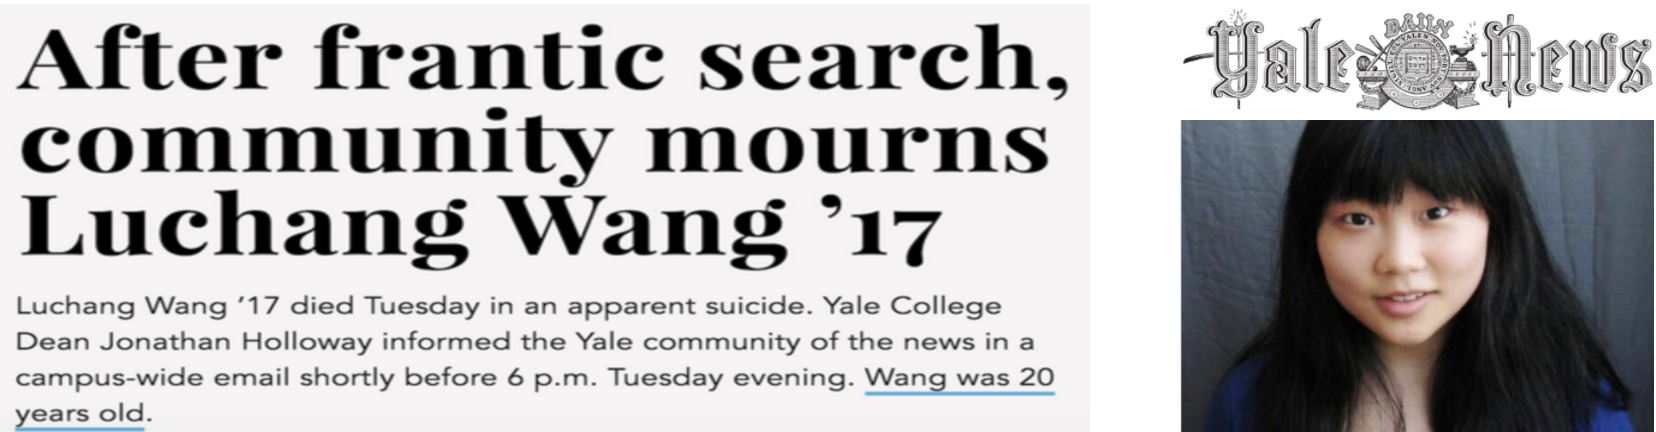 After frantic search,
community mourns
Luchang Wang ’17
Luchang Wang ’17 died Tuesday in an apparent suicide. Yale College
Dean Jonathan Holloway informed the Yale community of the news in a
campus-wide email shortly before 6 p.m. Tuesday evening. Wang was 20
years old.
Yale DAILY News